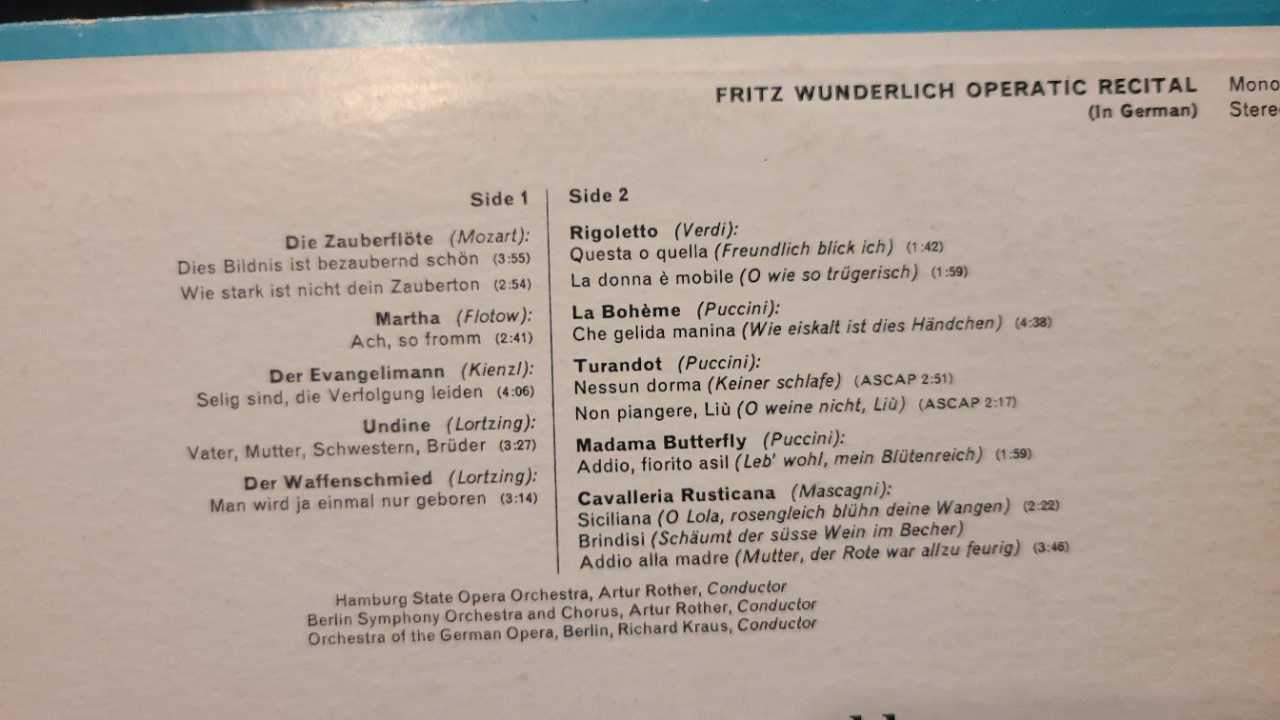 FRITZ WUNDERLICH OPERATIC RECITAL
(In German)
Mono
Stere
Side 1
Die Zauberflöte (Mozart):
Dies Bildnis ist bezaubernd schön (3:55)
Wie stark ist nicht dein Zauberton (2:54)
Martha (Flotow):
Ach, so fromm (2:41)
Der Evangelimann (Kienzl):
Selig sind, die Verfolgung leiden (4:06)
Undine (Lortzing):
Vater, Mutter, Schwestern, Brüder (3:27)
Der Waffenschmied (Lortzing):
Man wird ja einmal nur geboren (3:14)
Side 2
Rigoletto (Verdi):
Questa o quella (Freundlich blick ich) (1:42)
La donna è mobile (O wie so trügerisch) (1:59)
La Bohème (Puccini):
Che gelida manina (Wie eiskalt ist dies Händchen) (4:38)
Turandot (Puccini):
Nessun dorma (Keiner schlafe) (ASCAP 2:51)
Non piangere, Liù (O weine nicht, Liù) (ASCAP 2:17)
Madama Butterfly (Puccini):
Addio, fiorito asil (Leb' wohl, mein Blütenreich) (1:59)
Cavalleria Rusticana (Mascagni):
Siciliana (O Lola, rosengleich blühn deine Wangen) (2:22)
Brindisi (Schäumt der süsse Wein im Becher)
Addio alla madre (Mutter, der Rote war allzu feurig) (3:46)
Hamburg State Opera Orchestra, Artur Rother, Conductor
Berlin Symphony Orchestra and Chorus, Artur Rother, Conductor
Orchestra of the German Opera, Berlin, Richard Kraus, Conductor